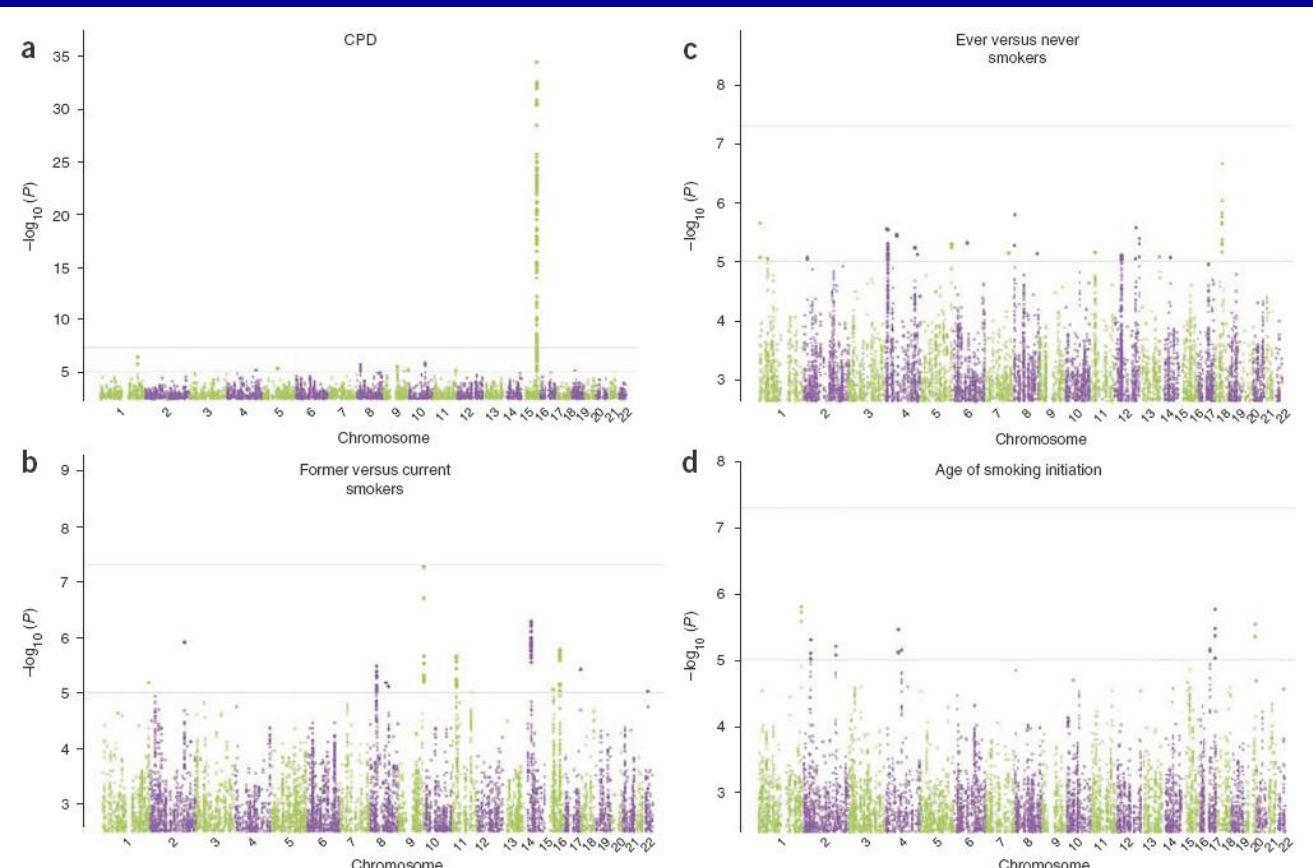 a
CPD
35
30
25
20
15
10
5
−log10 (P)
1 2 3 4 5 6 7 8 9 10 11 12 13 14 15 16 17 18 19 20 21 22
Chromosome
b
Former versus current
smokers
9
8
7
6
5
4
3
−log10 (P)
1 2 3 4 5 6 7 8 9 10 11 12 13 14 15 16 17 18 19 20 21 22
Chromosome
c
Ever versus never
smokers
8
7
6
5
4
3
−log10 (P)
1 2 3 4 5 6 7 8 9 10 11 12 13 14 15 16 17 18 19 20 21 22
Chromosome
d
Age of smoking initiation
8
7
6
5
4
3
−log10 (P)
1 2 3 4 5 6 7 8 9 10 11 12 13 14 15 16 17 18 19 20 21 22
Chromosome